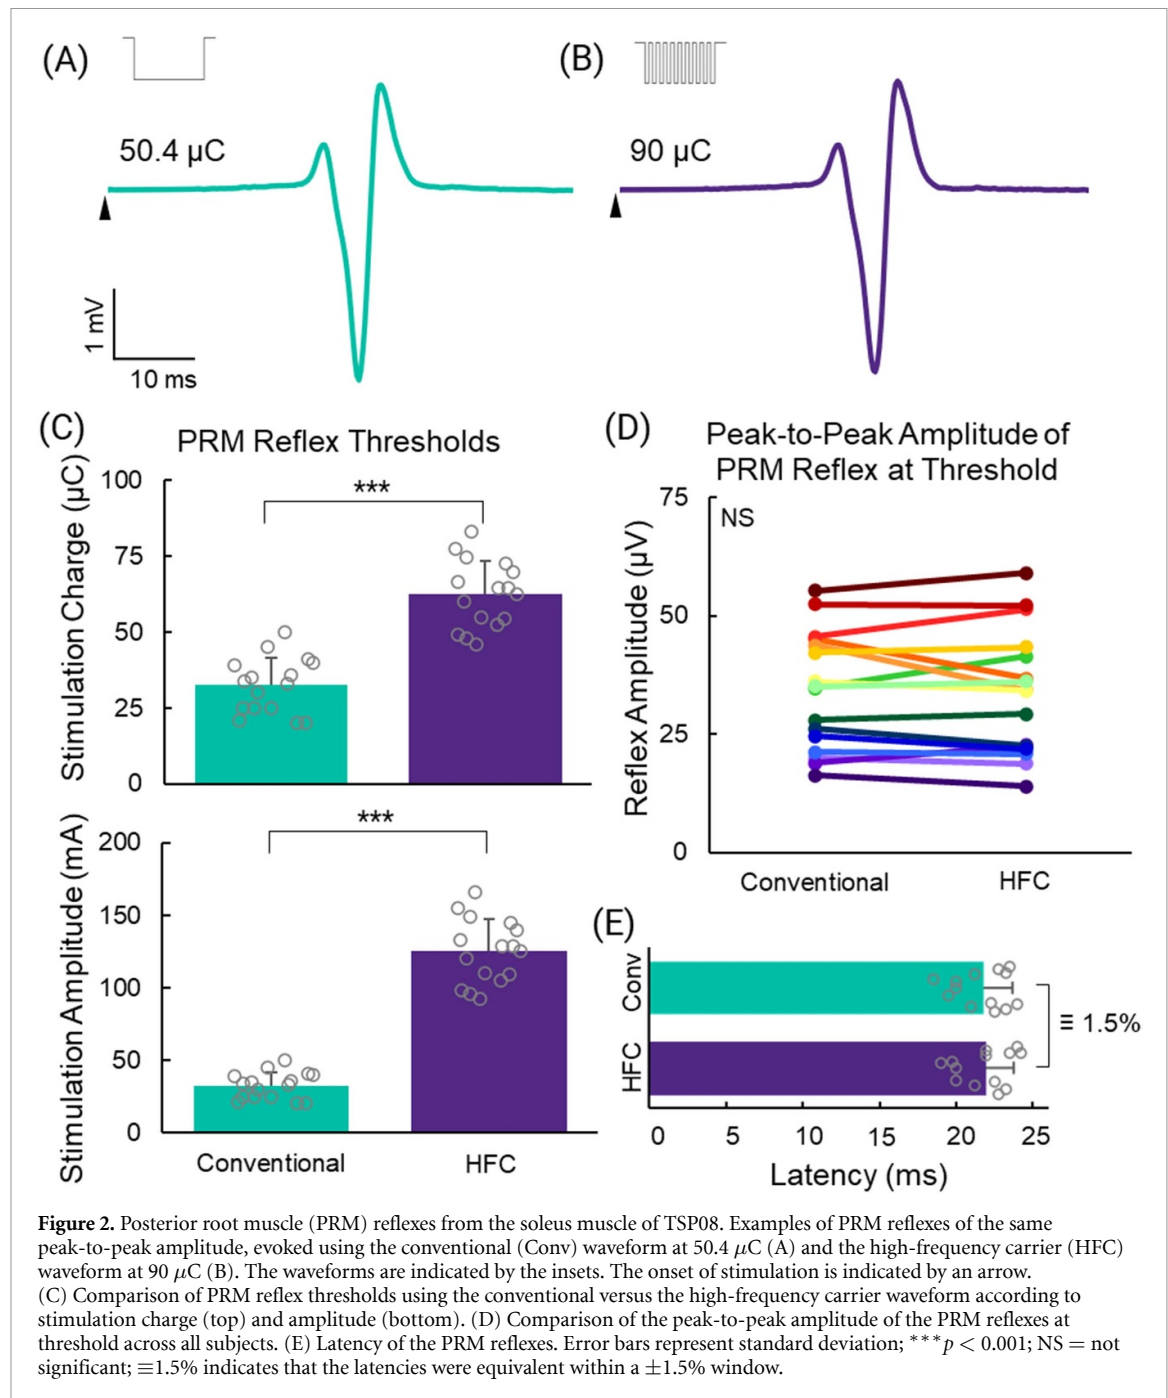 (A)
50.4 µC
1 mV
10 ms
(B)
90 µC
(C)
PRM Reflex Thresholds
Stimulation Charge (µC)
100
75
50
25
0
***
Stimulation Amplitude (mA)
200
150
100
50
0
***
Conventional
HFC
(D)
Peak-to-Peak Amplitude of
PRM Reflex at Threshold
Reflex Amplitude (µV)
75
50
25
0
NS
Conventional
HFC
(E)
Conv
HFC
≡ 1.5%
0 5 10 15 20 25
Latency (ms)
Figure 2. Posterior root muscle (PRM) reflexes from the soleus muscle of TSP08. Examples of PRM reflexes of the same
peak-to-peak amplitude, evoked using the conventional (Conv) waveform at 50.4 µC (A) and the high-frequency carrier (HFC)
waveform at 90 µC (B). The waveforms are indicated by the insets. The onset of stimulation is indicated by an arrow.
(C) Comparison of PRM reflex thresholds using the conventional versus the high-frequency carrier waveform according to
stimulation charge (top) and amplitude (bottom). (D) Comparison of the peak-to-peak amplitude of the PRM reflexes at
threshold across all subjects. (E) Latency of the PRM reflexes. Error bars represent standard deviation; ***p < 0.001; NS = not
significant; ≡1.5% indicates that the latencies were equivalent within a ±1.5% window.